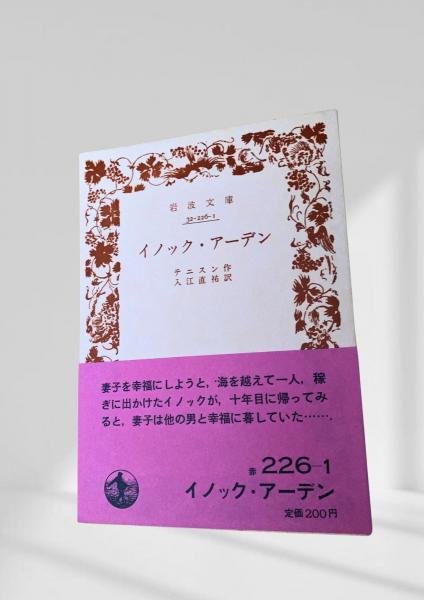 岩波文庫
32-226-1
イノック・アーデン
テニスン作
入江直祐訳
妻子を幸福にしようと，海を越えて一人，稼
ぎに出かけたイノックが，十年目に帰ってみ
ると，妻子は他の男と幸福に暮していた…….
赤 226-1
イノック・アーデン
定価200円